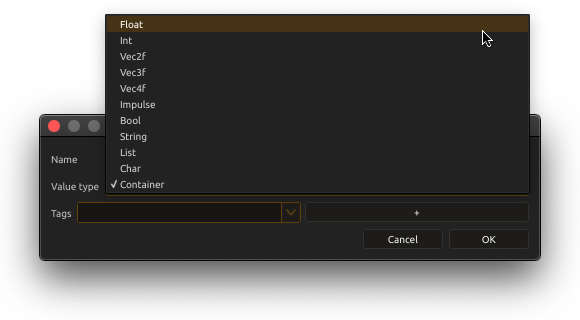 Float
Int
Vec2f
Vec3f
Vec4f
Impulse
Bool
String
List
Char
Name
✓ Container
Value type
Tags
+
Cancel
OK